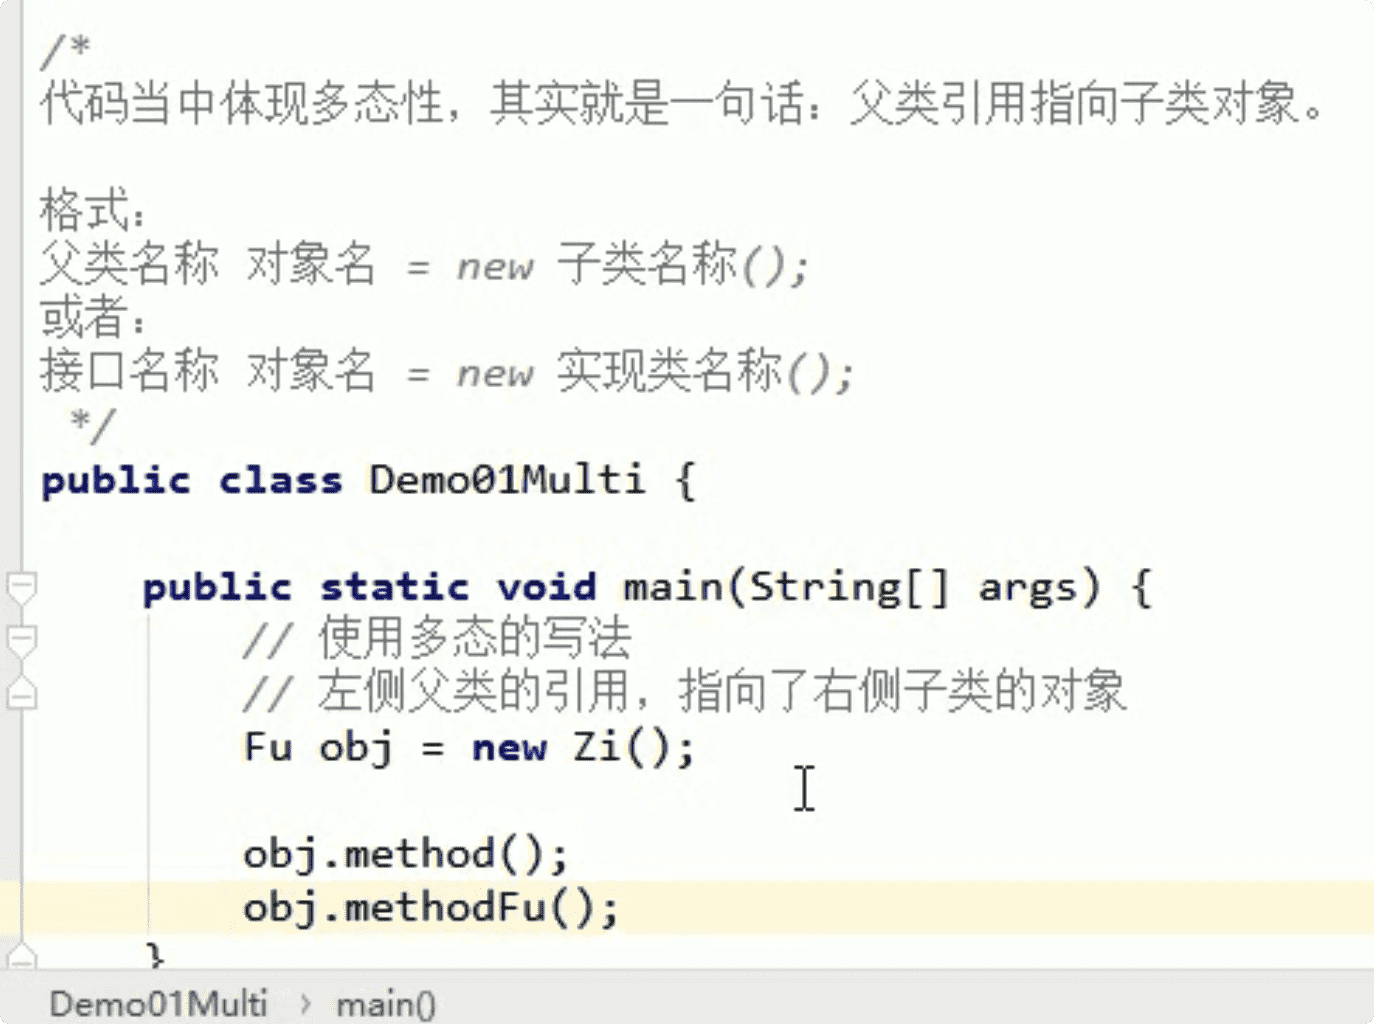 /*
代码当中体现多态性，其实就是一句话：父类引用指向子类对象。
格式：
父类名称 对象名 = new 子类名称();
或者：
接口名称 对象名 = new 实现类名称();
*/
public class Demo01Multi {
public static void main(String[] args) {
// 使用多态的写法
// 左侧父类的引用，指向了右侧子类的对象
Fu obj = new Zi();
obj.method();
obj.methodFu();
}
Demo01Multi › main()